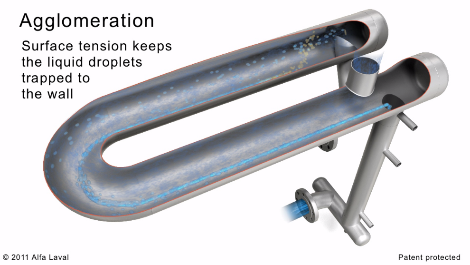 Agglomeration
Surface tension keeps
the liquid droplets
trapped to
the wall
© 2011 Alfa Laval
Patent protected